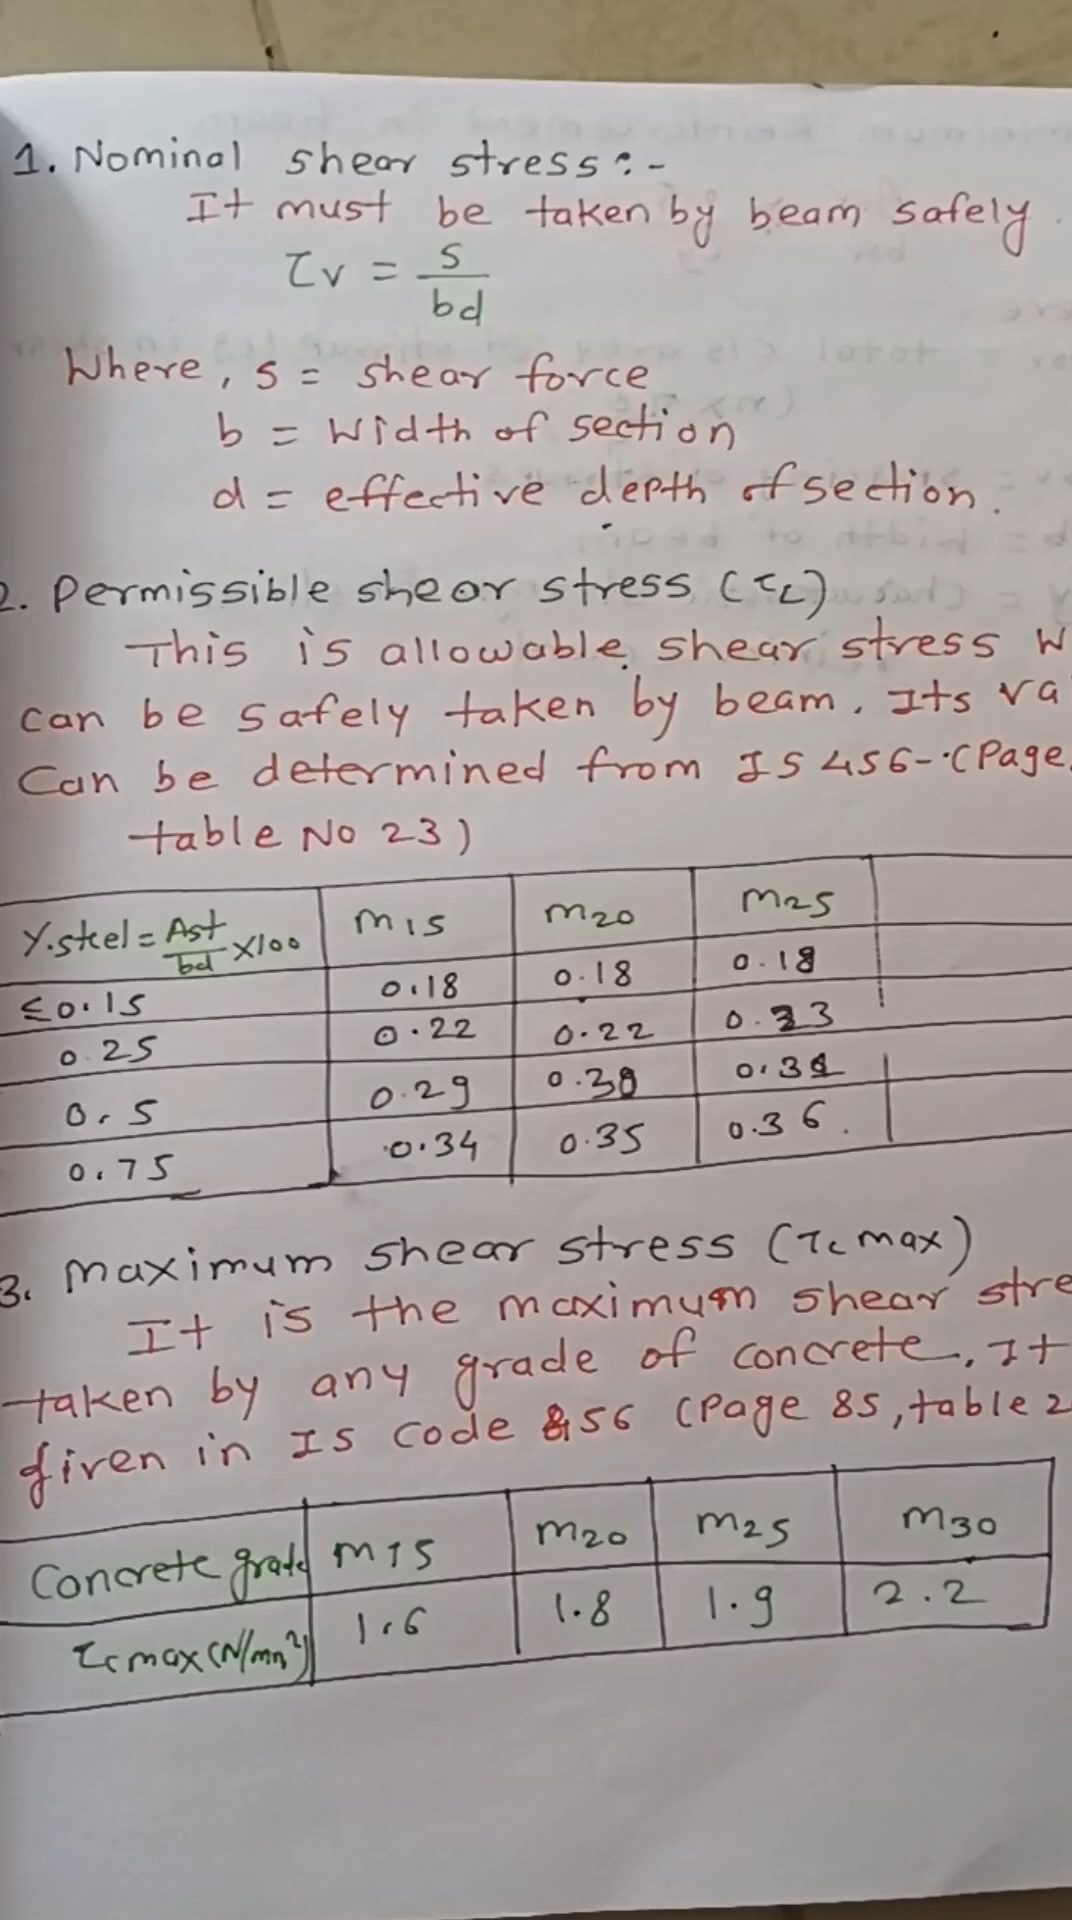 1. Nominal shear stress :-
It must be taken by beam safely
τv = s/bd
Where, s = shear force
b = width of section
d = effective depth of section.
2. Permissible shear stress (τc)
This is allowable shear stress w
can be safely taken by beam. Its va
Can be determined from IS 456-(Page
table No 23)
%steel = Ast/bd ×100 M15 M20 M25
≤0.15 0.18 0.18 0.18
0.25 0.22 0.22 0.23
0.5 0.29 0.30
0.75 0.34 0.35 0.36
3. Maximum shear stress (τc max)
It is the maximum shear stre
taken by any grade of concrete. It
given in IS code 456 (Page 85, table 2
Concrete grade M15 M20 M25 M30
τc max (N/mm²) 1.6 1.8 1.9 2.2